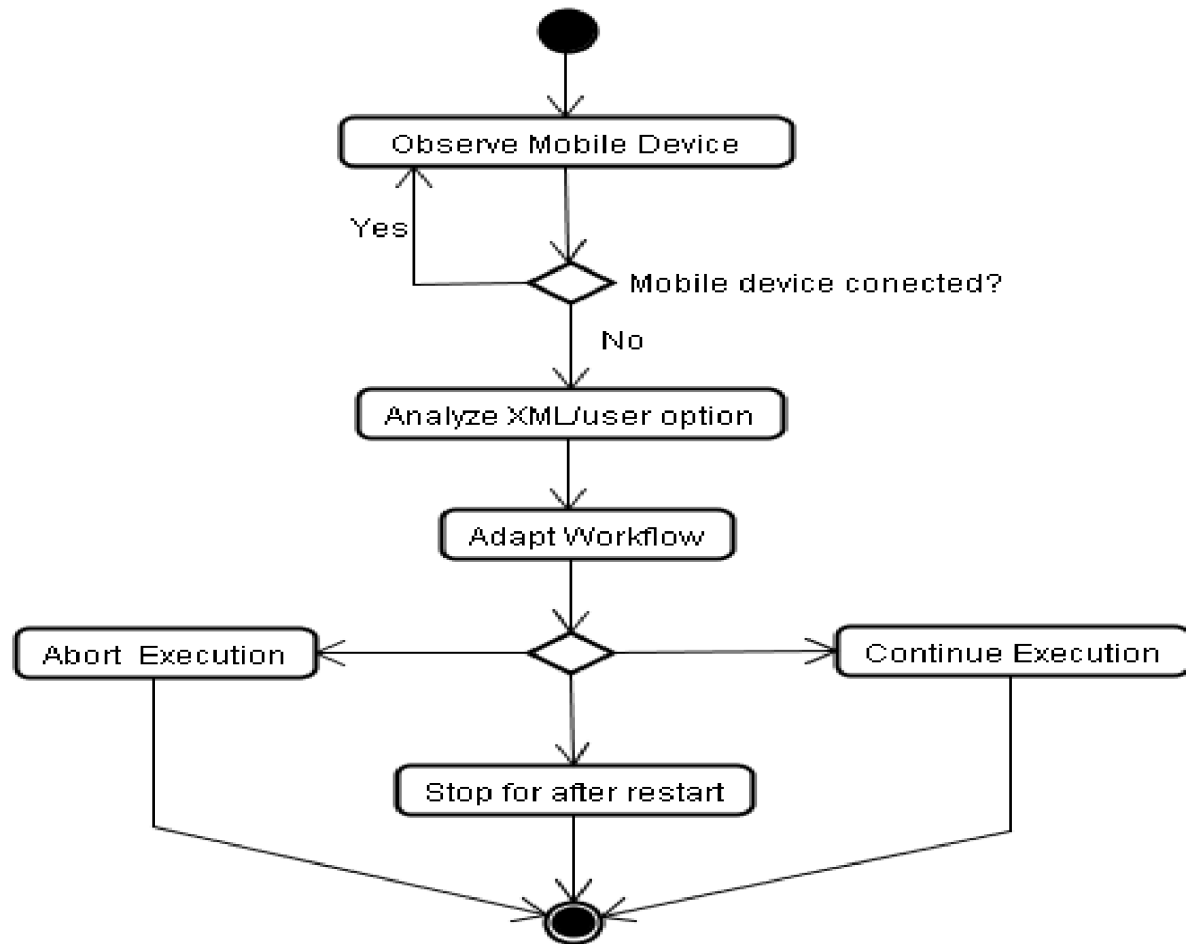 Observe Mobile Device
Yes
Mobile device conected?
No
Analyze XML/user option
Adapt Workflow
Abort Execution
Continue Execution
Stop for after restart